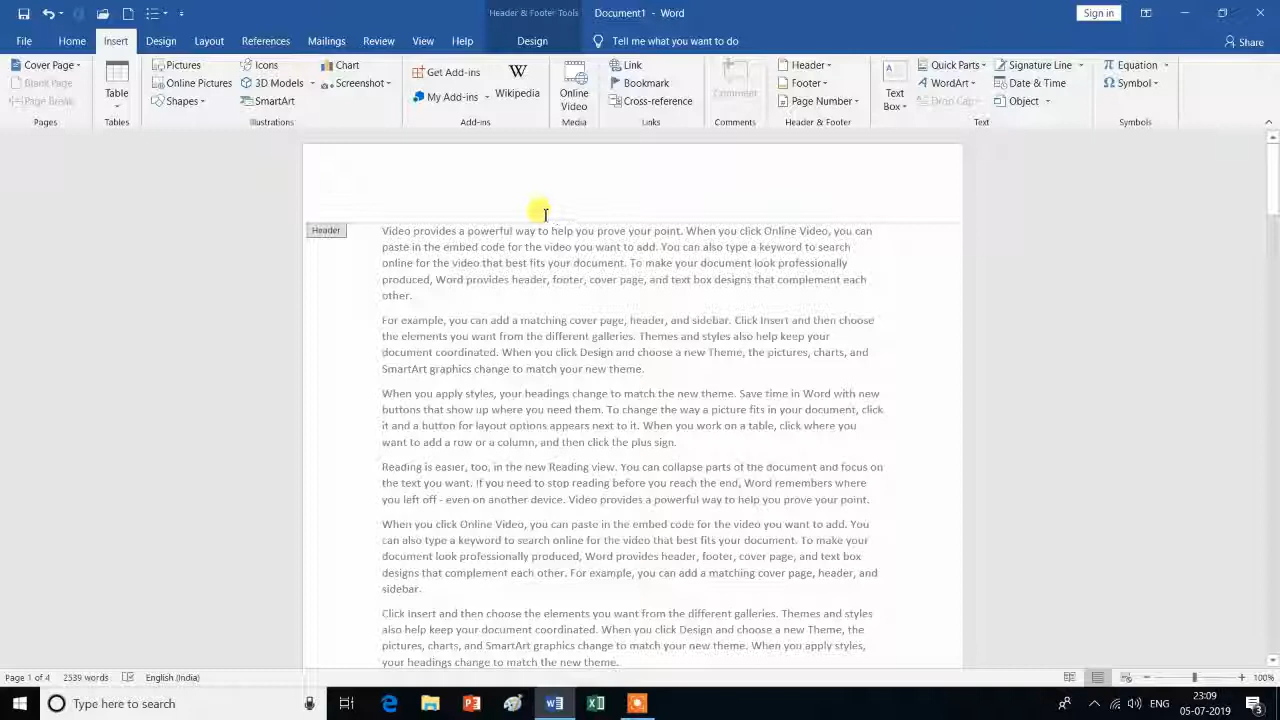 Header & Footer Tools
Document1 - Word
Sign in
File Home Insert Design Layout References Mailings Review View Help Design Tell me what you want to do Share
Cover Page
Blank Page
Page Break
Pages
Table
Tables
Pictures
Online Pictures
Shapes
Icons
3D Models
SmartArt
Chart
Screenshot
Illustrations
Get Add-ins
My Add-ins
W
Wikipedia
Add-ins
Online
Video
Media
Link
Bookmark
Cross-reference
Links
Comment
Comments
Header
Footer
Page Number
Header & Footer
Text
Box
Quick Parts
WordArt
Drop Cap
Signature Line
Date & Time
Object
Text
Equation
Symbol
Symbols
Header
Video provides a powerful way to help you prove your point. When you click Online Video, you can
paste in the embed code for the video you want to add. You can also type a keyword to search
online for the video that best fits your document. To make your document look professionally
produced, Word provides header, footer, cover page, and text box designs that complement each
other.
For example, you can add a matching cover page, header, and sidebar. Click Insert and then choose
the elements you want from the different galleries. Themes and styles also help keep your
document coordinated. When you click Design and choose a new Theme, the pictures, charts, and
SmartArt graphics change to match your new theme.
When you apply styles, your headings change to match the new theme. Save time in Word with new
buttons that show up where you need them. To change the way a picture fits in your document, click
it and a button for layout options appears next to it. When you work on a table, click where you
want to add a row or a column, and then click the plus sign.
Reading is easier, too, in the new Reading view. You can collapse parts of the document and focus on
the text you want. If you need to stop reading before you reach the end, Word remembers where
you left off - even on another device. Video provides a powerful way to help you prove your point.
When you click Online Video, you can paste in the embed code for the video you want to add. You
can also type a keyword to search online for the video that best fits your document. To make your
document look professionally produced, Word provides header, footer, cover page, and text box
designs that complement each other. For example, you can add a matching cover page, header, and
sidebar.
Click Insert and then choose the elements you want from the different galleries. Themes and styles
also help keep your document coordinated. When you click Design and choose a new Theme, the
pictures, charts, and SmartArt graphics change to match your new theme. When you apply styles,
your headings change to match the new theme.
Page 1 of 4 2539 words English (India) 100%
Type here to search
ENG
23:09
05-07-2019
3